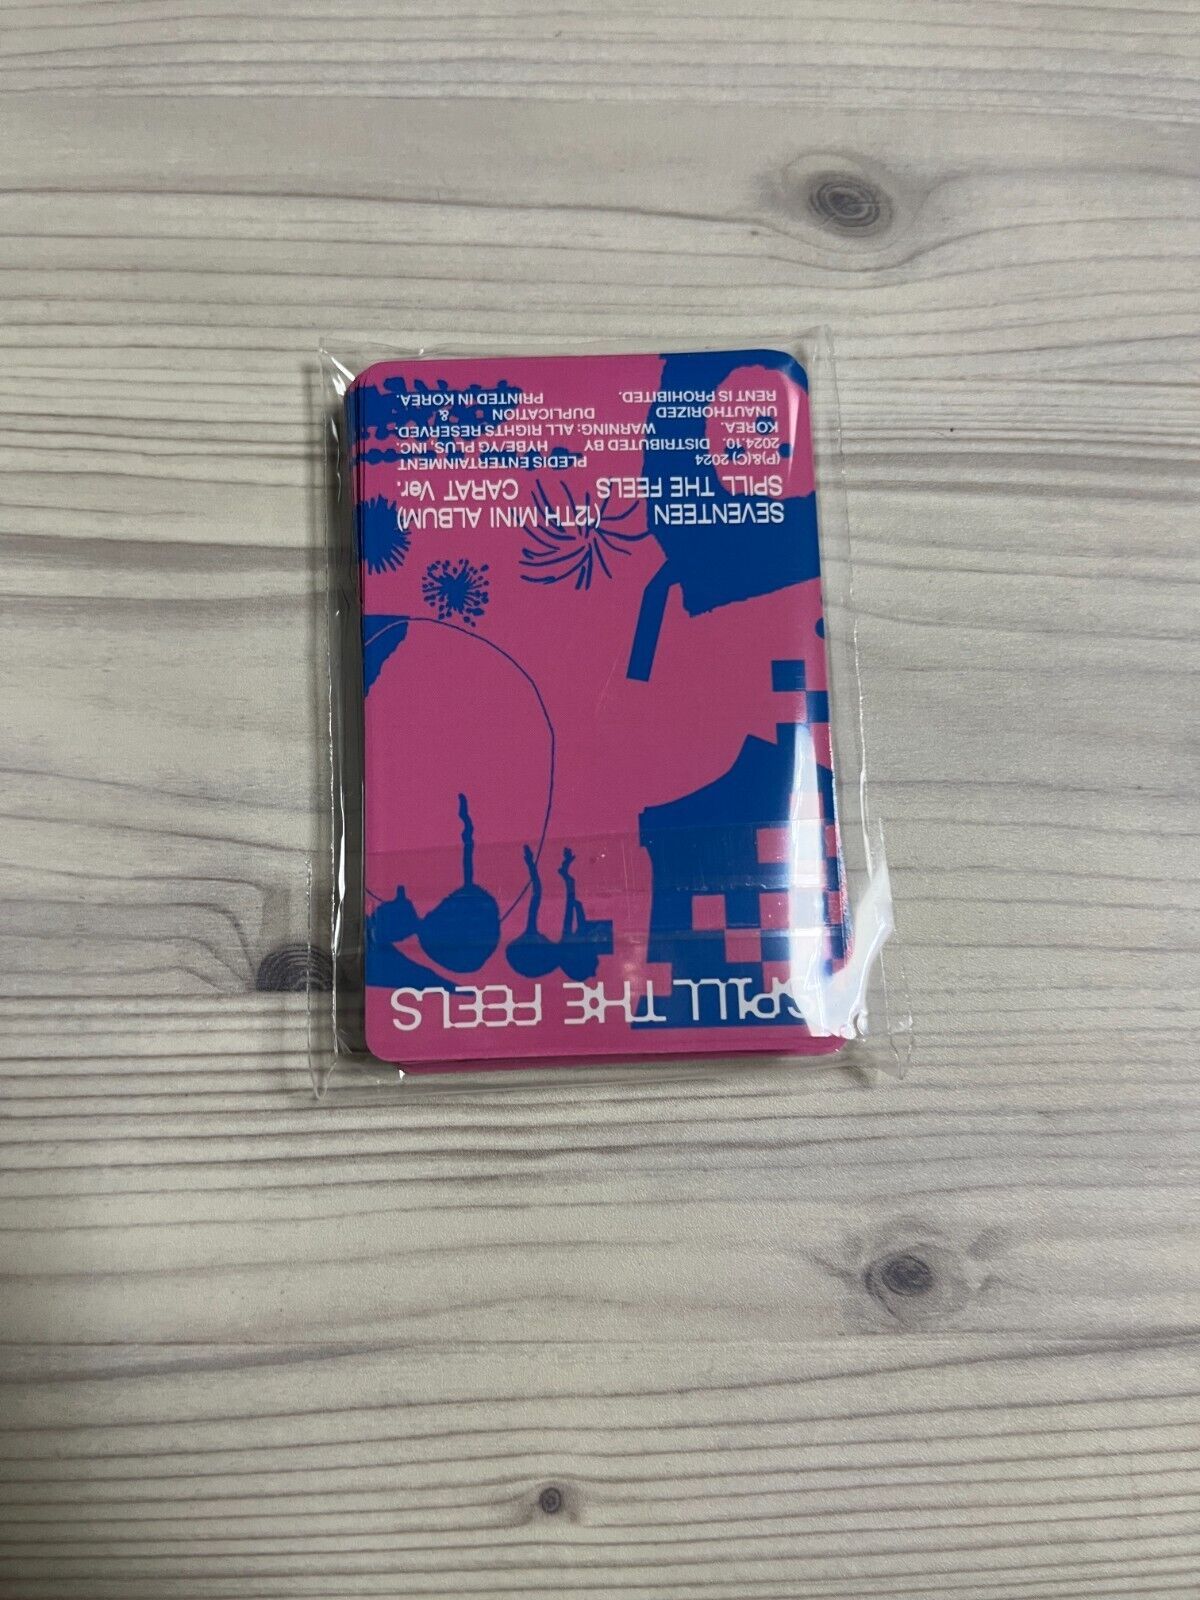 SPILL THE FEELS
SEVENTEEN (12TH MINI ALBUM)
SPILL THE FEELS CARAT Ver.
(P)&(C) 2024 PLEDIS ENTERTAINMENT
2024.10. DISTRIBUTED BY HYBE/YG PLUS, INC.
KOREA. WARNING: ALL RIGHTS RESERVED.
UNAUTHORIZED DUPLICATION &
RENT IS PROHIBITED. PRINTED IN KOREA.